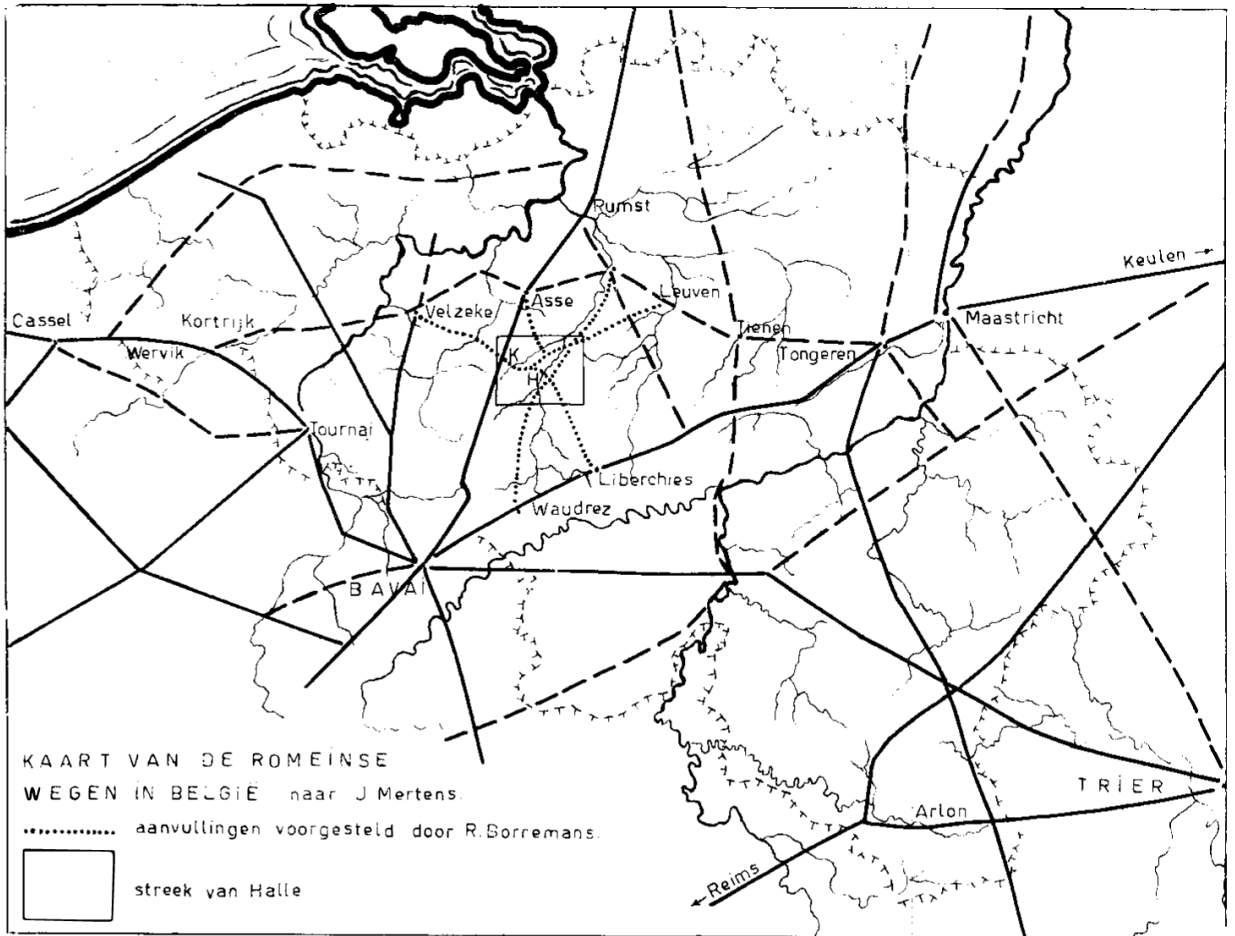 Rumst
Keulen →
Cassel
Kortrijk
Velzeke
Asse
Leuven
Maastricht
Wervik
Tienen
Tongeren
K
H
Tournai
Liberchies
Waudrez
BAVAI
KAART VAN DE ROMEINSE
WEGEN IN BELGIË naar J Mertens.
aanvullingen voorgesteld door R.Borremans.
streek van Halle
TRIER
Arlon
← Reims